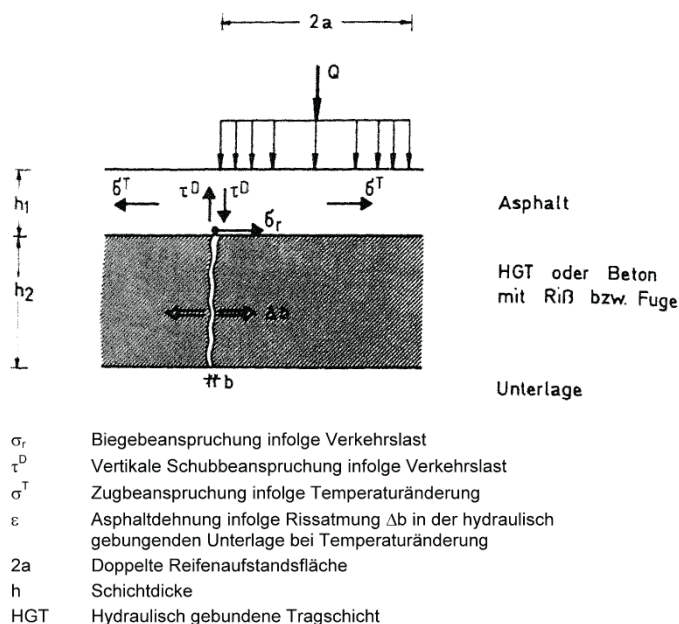 2a
Q
σᵀ τᴰ τᴰ σᵀ
h₁
Asphalt
σᵣ
h₂
HGT oder Beton
mit Riß bzw. Fuge
Δb
b
Unterlage
σᵣ Biegebeanspruchung infolge Verkehrslast
τᴰ Vertikale Schubbeanspruchung infolge Verkehrslast
σᵀ Zugbeanspruchung infolge Temperaturänderung
ε Asphaltdehnung infolge Rissatmung Δb in der hydraulisch
gebungenden Unterlage bei Temperaturänderung
2a Doppelte Reifenaufstandsfläche
h Schichtdicke
HGT Hydraulisch gebundene Tragschicht